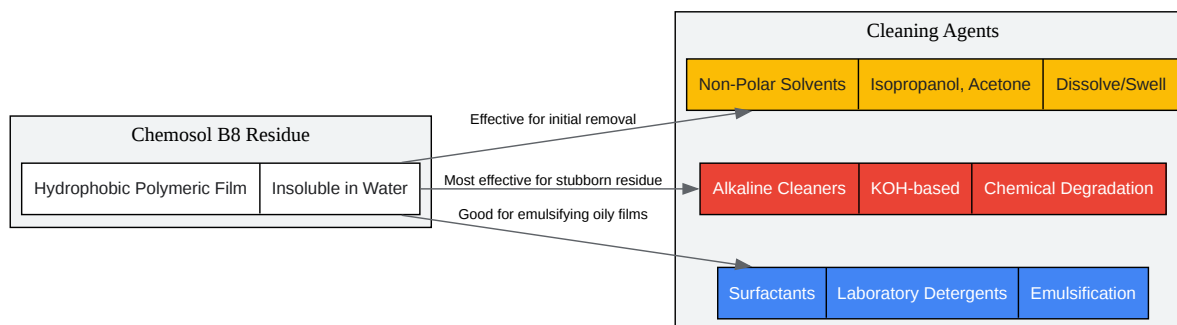 Cleaning Agents
Non-Polar Solvents Isopropanol, Acetone Dissolve/Swell
Effective for initial removal
Chemosol B8 Residue
Hydrophobic Polymeric Film Insoluble in Water
Most effective for stubborn residue
Alkaline Cleaners KOH-based Chemical Degradation
Good for emulsifying oily films
Surfactants Laboratory Detergents Emulsification